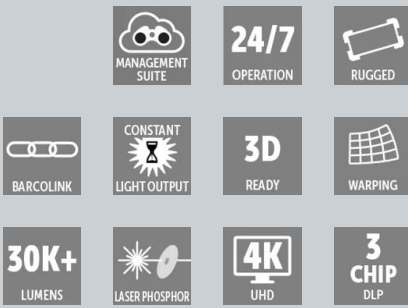 MANAGEMENT
SUITE
24/7
OPERATION
RUGGED
BARCOLINK
CONSTANT
LIGHT OUTPUT
3D
READY
WARPING
30K+
LUMENS
LASER PHOSPHOR
4K
UHD
3
CHIP
DLP